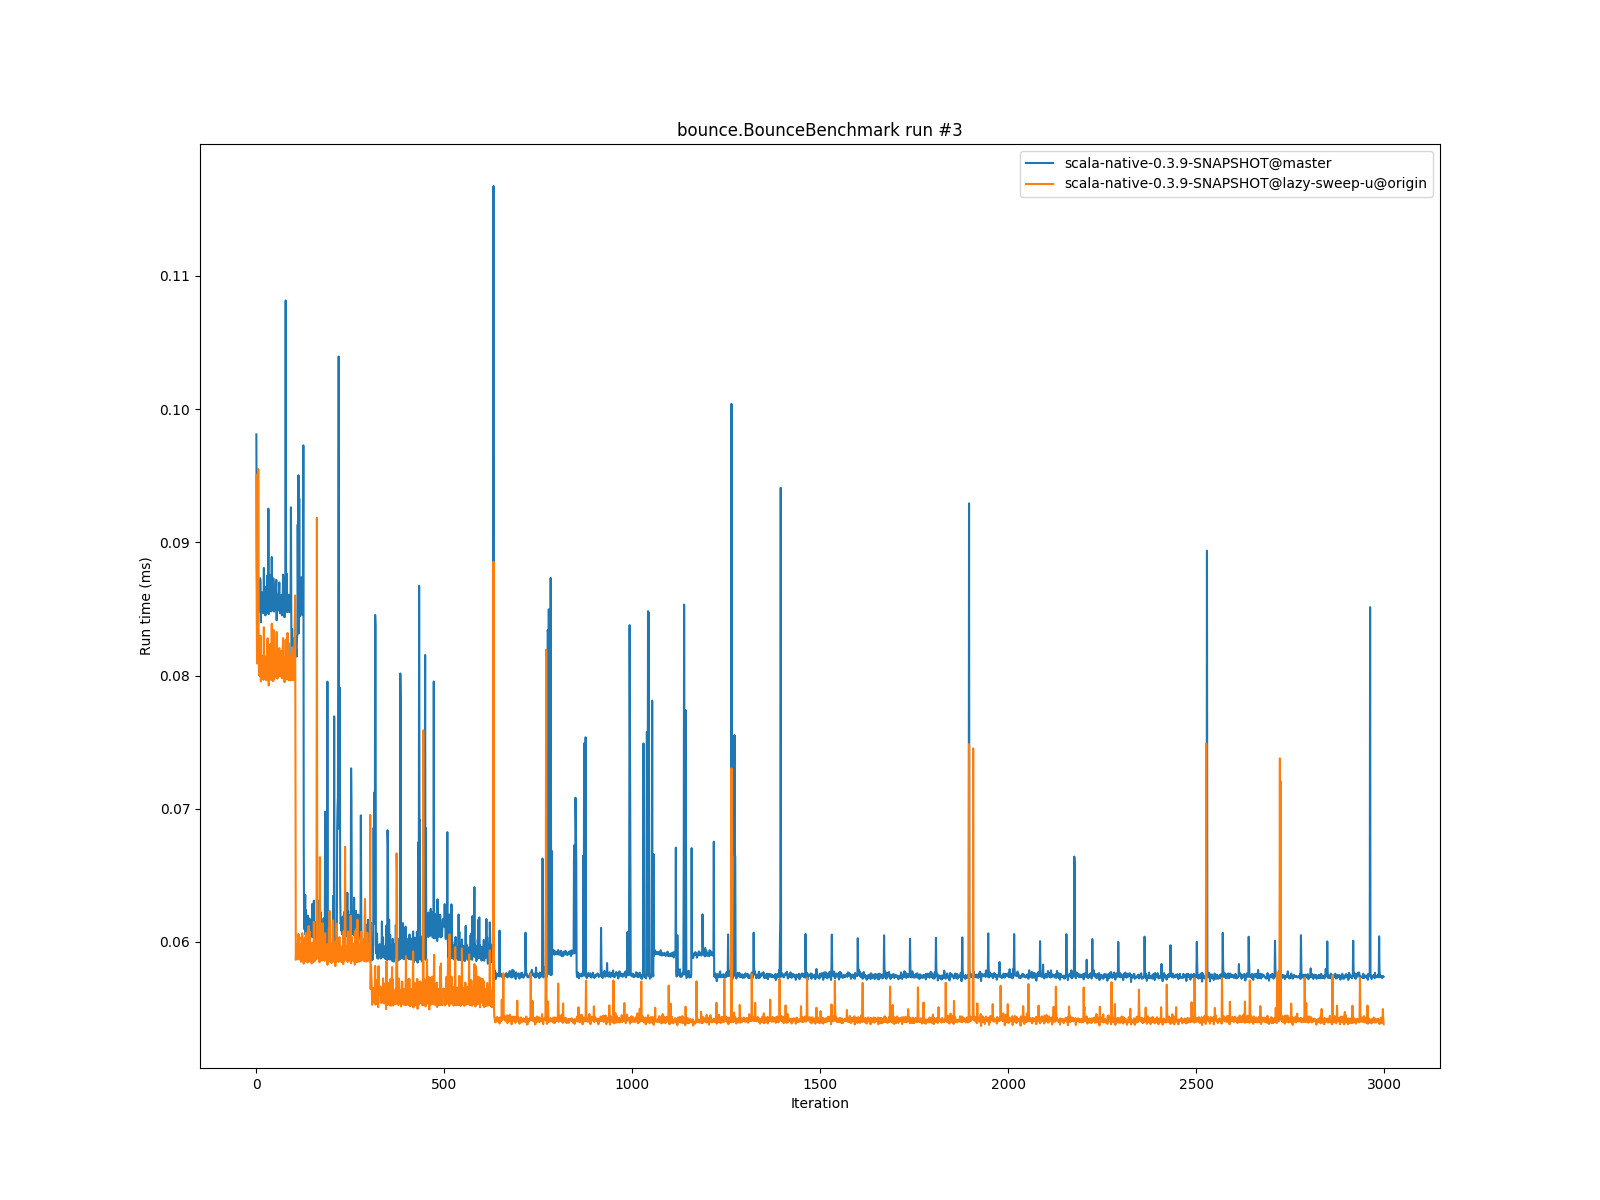 bounce.BounceBenchmark run #3
scala-native-0.3.9-SNAPSHOT@master
scala-native-0.3.9-SNAPSHOT@lazy-sweep-u@origin
0.11
0.10
0.09
0.08
0.07
0.06
Run time (ms)
0 500 1000 1500 2000 2500 3000
Iteration